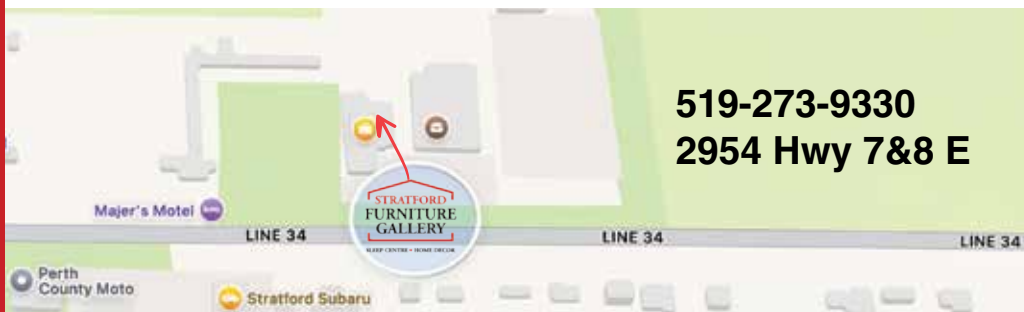 519-273-9330
2954 Hwy 7&8 E
Majer's Motel
STRATFORD
FURNITURE
GALLERY
SLEEP CENTRE • HOME DECOR
LINE 34
LINE 34
LINE 34
Perth
County Moto
Stratford Subaru